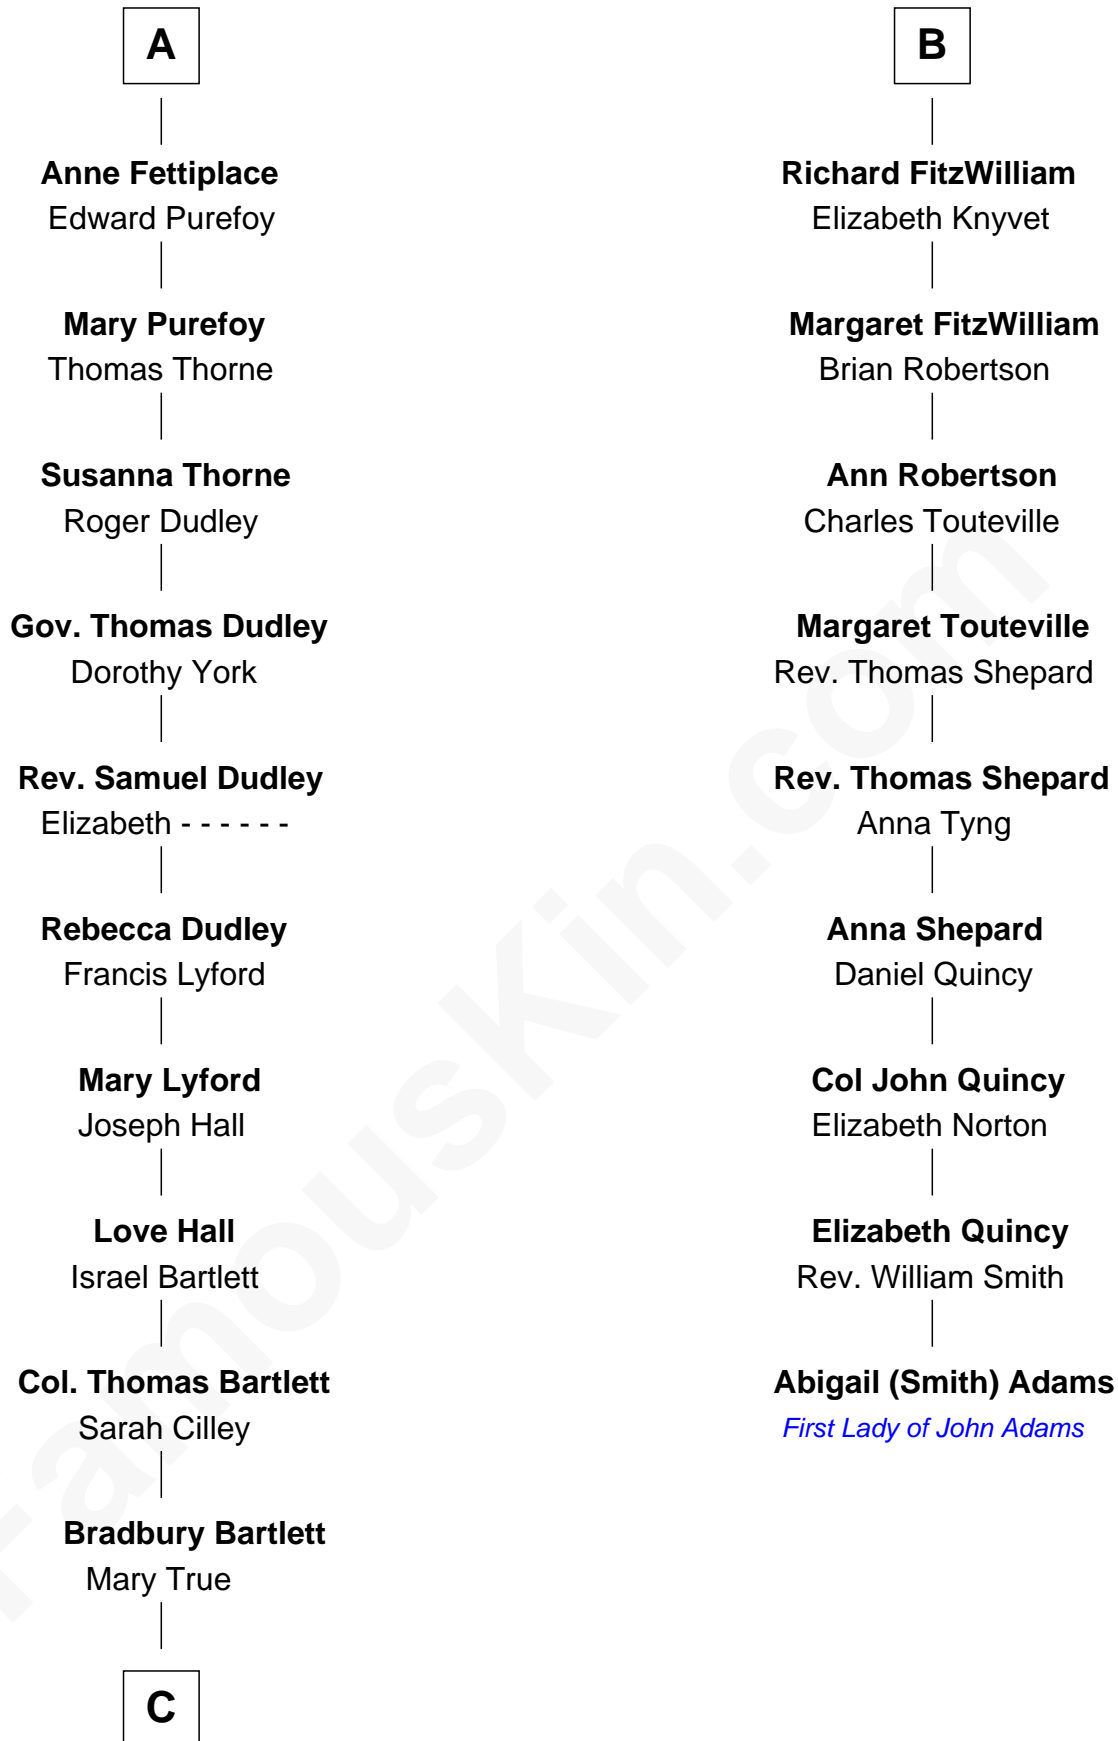 A
Anne Fettiplace
Edward Purefoy
Mary Purefoy
Thomas Thorne
Susanna Thorne
Roger Dudley
Gov. Thomas Dudley
Dorothy York
Rev. Samuel Dudley
Elizabeth - - - - - -
Rebecca Dudley
Francis Lyford
Mary Lyford
Joseph Hall
Love Hall
Israel Bartlett
Col. Thomas Bartlett
Sarah Cilley
Bradbury Bartlett
Mary True
C
B
Richard FitzWilliam
Elizabeth Knyvet
Margaret FitzWilliam
Brian Robertson
Ann Robertson
Charles Touteville
Margaret Touteville
Rev. Thomas Shepard
Rev. Thomas Shepard
Anna Tyng
Anna Shepard
Daniel Quincy
Col John Quincy
Elizabeth Norton
Elizabeth Quincy
Rev. William Smith
Abigail (Smith) Adams
First Lady of John Adams
FamousKin.com